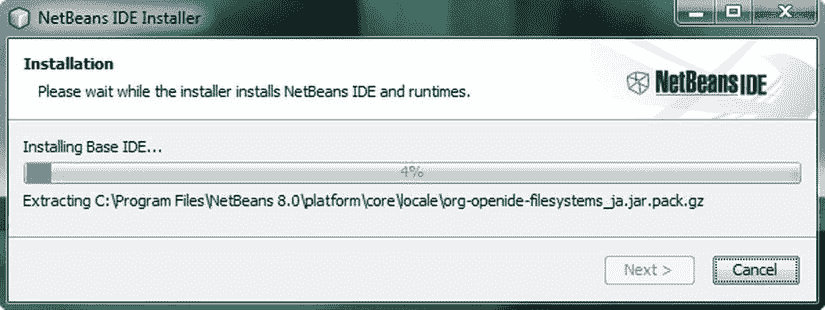 NetBeans IDE Installer
Installation
Please wait while the installer installs NetBeans IDE and runtimes.
NetBeans IDE
Installing Base IDE...
4%
Extracting C:\Program Files\NetBeans 8.0\platform\core\locale\org-openide-filesystems_ja.jar.pack.gz
Next >
Cancel